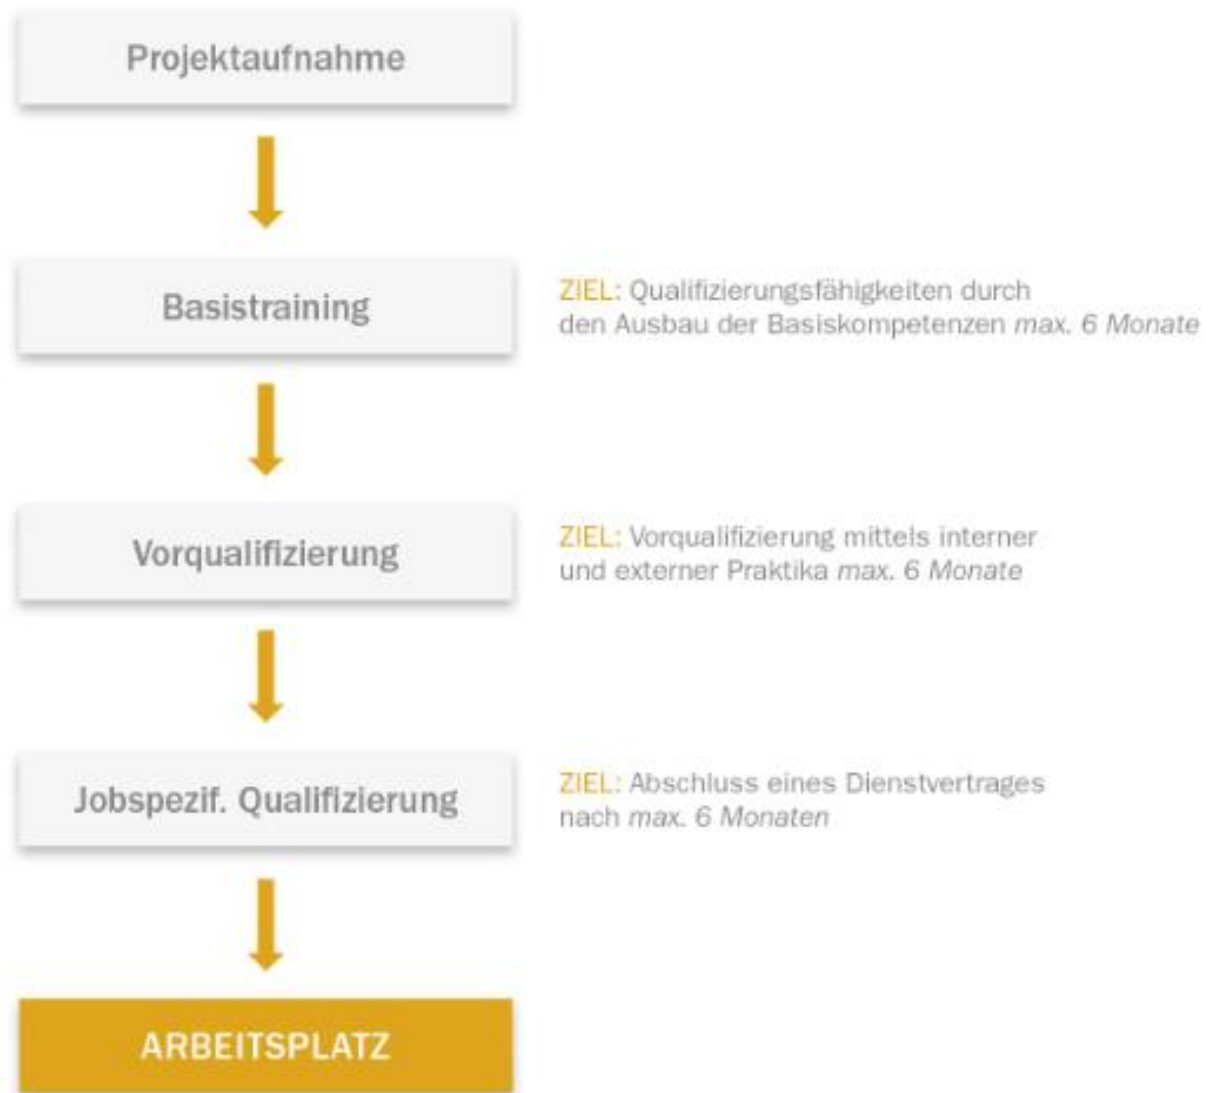 Projektaufnahme
Basistraining
ZIEL: Qualifizierungsfähigkeiten durch
den Ausbau der Basiskompetenzen max. 6 Monate
Vorqualifizierung
ZIEL: Vorqualifizierung mittels interner
und externer Praktika max. 6 Monate
Jobspezif. Qualifizierung
ZIEL: Abschluss eines Dienstvertrages
nach max. 6 Monaten
ARBEITSPLATZ